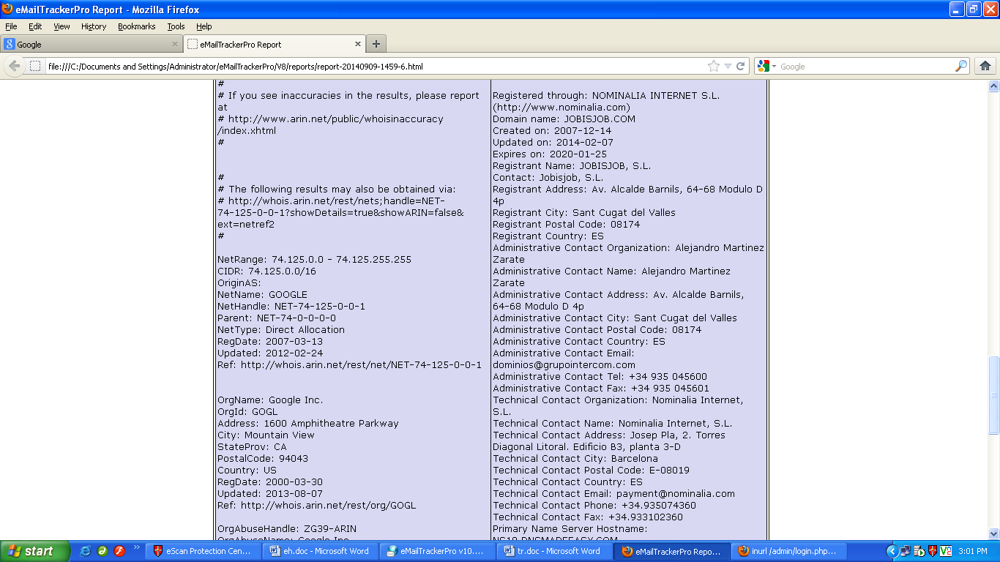 eMailTrackerPro Report - Mozilla Firefox
File Edit View History Bookmarks Tools Help
Google
eMailTrackerPro Report
file:///C:/Documents and Settings/Administrator/eMailTrackerPro/V8/reports/report-20140909-1459-6.html
Google
#
# If you see inaccuracies in the results, please report
at
# http://www.arin.net/public/whoisinaccuracy
/index.xhtml
#
#
# The following results may also be obtained via:
# http://whois.arin.net/rest/nets;handle=NET-
74-125-0-0-1?showDetails=true&showARIN=false&
ext=netref2
#
NetRange: 74.125.0.0 - 74.125.255.255
CIDR: 74.125.0.0/16
OriginAS:
NetName: GOOGLE
NetHandle: NET-74-125-0-0-1
Parent: NET-74-0-0-0-0
NetType: Direct Allocation
RegDate: 2007-03-13
Updated: 2012-02-24
Ref: http://whois.arin.net/rest/net/NET-74-125-0-0-1
OrgName: Google Inc.
OrgId: GOGL
Address: 1600 Amphitheatre Parkway
City: Mountain View
StateProv: CA
PostalCode: 94043
Country: US
RegDate: 2000-03-30
Updated: 2013-08-07
Ref: http://whois.arin.net/rest/org/GOGL
OrgAbuseHandle: ZG39-ARIN
OrgAbuseName: Google Inc
Registered through: NOMINALIA INTERNET S.L.
(http://www.nominalia.com)
Domain name: JOBISJOB.COM
Created on: 2007-12-14
Updated on: 2014-02-07
Expires on: 2020-01-25
Registrant Name: JOBISJOB, S.L.
Contact: Jobisjob, S.L.
Registrant Address: Av. Alcalde Barnils, 64-68 Modulo D
4p
Registrant City: Sant Cugat del Valles
Registrant Postal Code: 08174
Registrant Country: ES
Administrative Contact Organization: Alejandro Martinez
Zarate
Administrative Contact Name: Alejandro Martinez
Zarate
Administrative Contact Address: Av. Alcalde Barnils,
64-68 Modulo D 4p
Administrative Contact City: Sant Cugat del Valles
Administrative Contact Postal Code: 08174
Administrative Contact Country: ES
Administrative Contact Email:
dominios@grupointercom.com
Administrative Contact Tel: +34 935 045600
Administrative Contact Fax: +34 935 045601
Technical Contact Organization: Nominalia Internet,
S.L.
Technical Contact Name: Nominalia Internet, S.L.
Technical Contact Address: Josep Pla, 2. Torres
Diagonal Litoral. Edificio B3, planta 3-D
Technical Contact City: Barcelona
Technical Contact Postal Code: E-08019
Technical Contact Country: ES
Technical Contact Email: payment@nominalia.com
Technical Contact Phone: +34.935074360
Technical Contact Fax: +34.933102360
Primary Name Server Hostname:
NS10.DNSMADEEASY.COM
start
eScan Protection Cen...
eh.doc - Microsoft Word
eMailTrackerPro v10....
tr.doc - Microsoft Word
eMailTrackerPro Repo...
inurl /admin/login.php...
3:01 PM